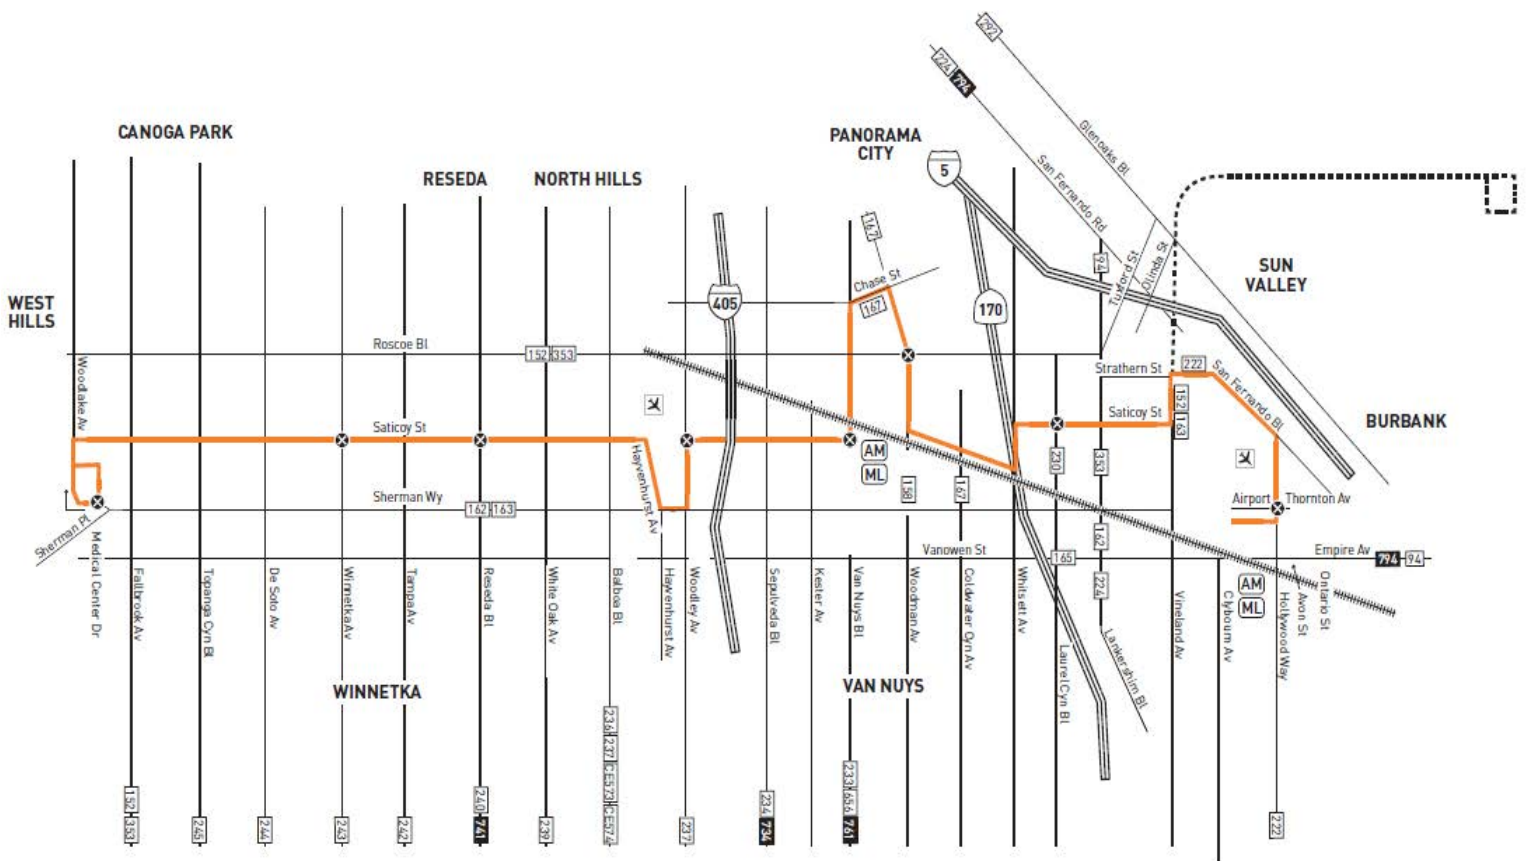 292
224
794
CANOGA PARK
PANORAMA
CITY
Glenoaks Bl
5
San Fernando Rd
RESEDA
NORTH HILLS
167
94
Tuxford St
Olinda St
SUN
VALLEY
Chase St
167
WEST
HILLS
405
170
Roscoe Bl
152 353
Woodlake Av
Strathern St
222
San Fernando Bl
152
163
Saticoy St
Saticoy St
BURBANK
AM
ML
Hayvenhurst Av
230
353
158
167
Sherman Wy
162 163
Airport
Thornton Av
Sherman Pl
162
Vanowen St
165
Empire Av
794 94
224
AM
ML
Medical Center Dr
Fallbrook Av
Topanga Cyn Bl
De Soto Av
Winnetka Av
Tampa Av
Reseda Bl
White Oak Av
Balboa Bl
Hayvenhurst Av
Woodley Av
Sepulveda Bl
Kester Av
Van Nuys Bl
Woodman Av
Coldwater Cyn Av
Whitsett Av
Laurel Cyn Bl
Lankershim Bl
Vineland Av
Clybourn Av
Hollywood Way
Avon St
Ontario St
WINNETKA
VAN NUYS
152
353
245
244
243
242
240
741
239
236 237 CE573 CE574
237
234
734
233 656
761
222